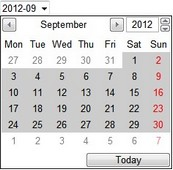 2012-09
September 2012
Mon Tue Wed Thu Fri Sat Sun
27 28 29 30 31 1 2
3 4 5 6 7 8 9
10 11 12 13 14 15 16
17 18 19 20 21 22 23
24 25 26 27 28 29 30
1 2 3 4 5 6 7
Today